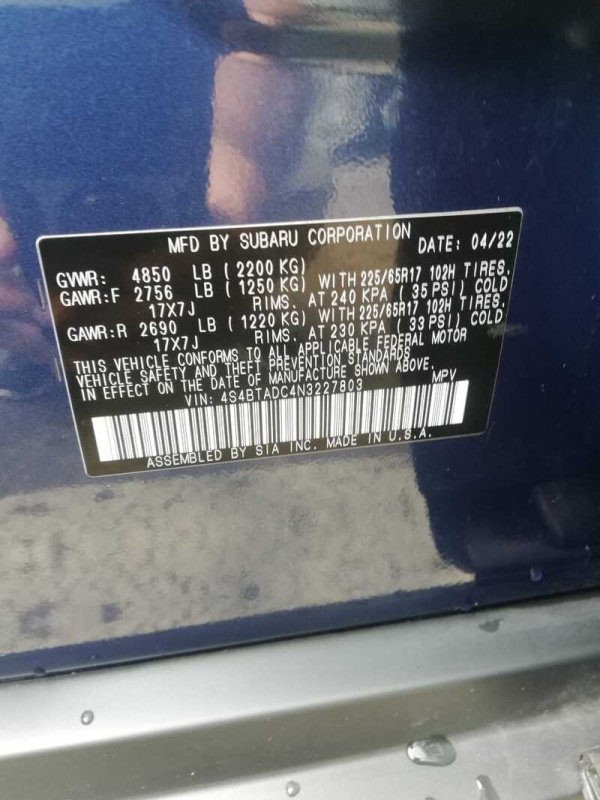 MFD BY SUBARU CORPORATION DATE: 04/22
GVWR: 4850 LB (2200 KG)
GAWR:F 2756 LB (1250 KG) WITH 225/65R17 102H TIRES,
17X7J RIMS, AT 240 KPA (35 PSI) COLD
GAWR:R 2690 LB (1220 KG) WITH 225/65R17 102H TIRES,
17X7J RIMS, AT 230 KPA (33 PSI) COLD
THIS VEHICLE CONFORMS TO ALL APPLICABLE FEDERAL MOTOR
VEHICLE SAFETY AND THEFT PREVENTION STANDARDS
IN EFFECT ON THE DATE OF MANUFACTURE SHOWN ABOVE.
VIN: 4S4BTADC4N3227803 MPV
ASSEMBLED BY SIA INC. MADE IN U.S.A.